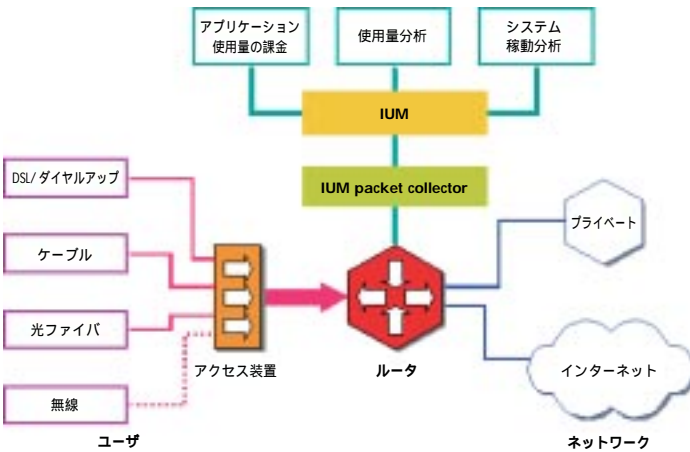 アプリケーション
使用量の課金
使用量分析
システム
稼動分析
IUM
IUM packet collector
DSL/ダイヤルアップ
ケーブル
光ファイバ
無線
ユーザ
アクセス装置
ルータ
プライベート
インターネット
ネットワーク